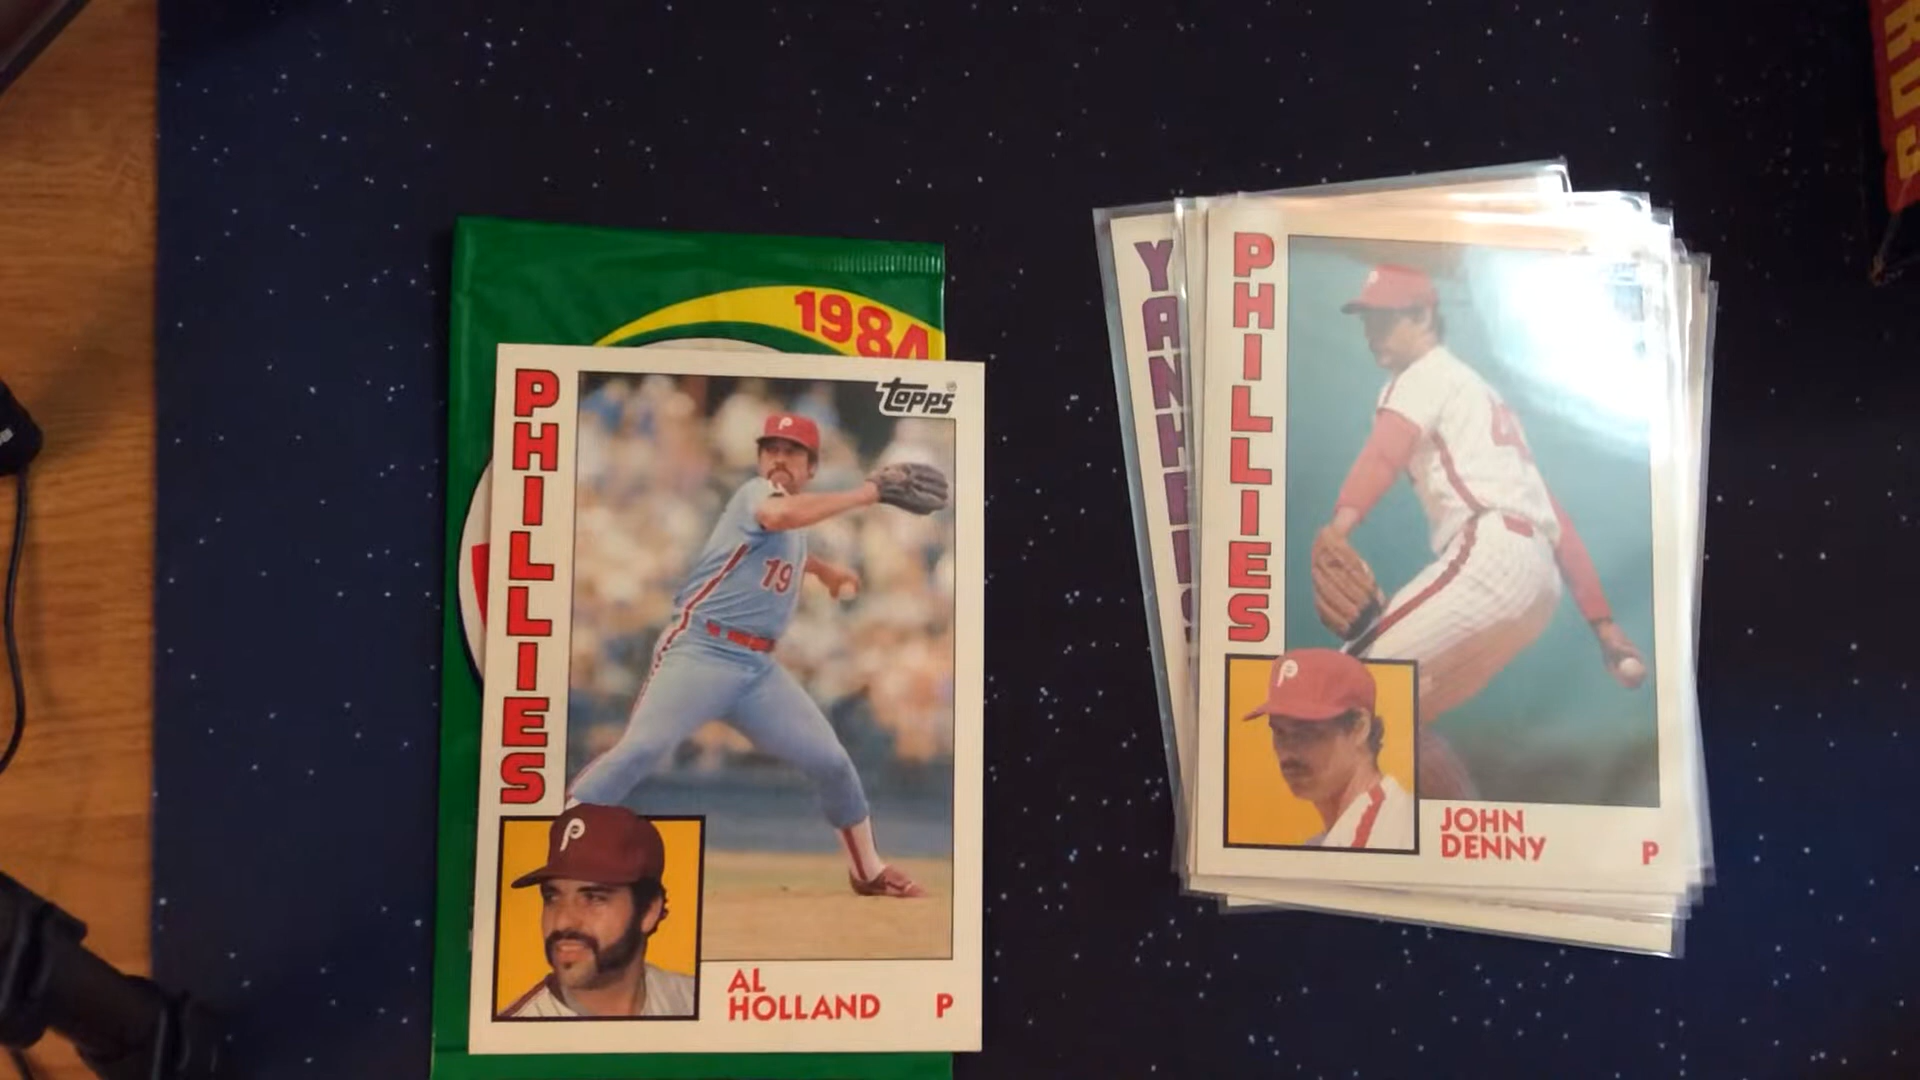 1984
PHILLIES
topps
19
AL
HOLLAND
P
YANKEES
PHILLIES
JOHN
DENNY
P